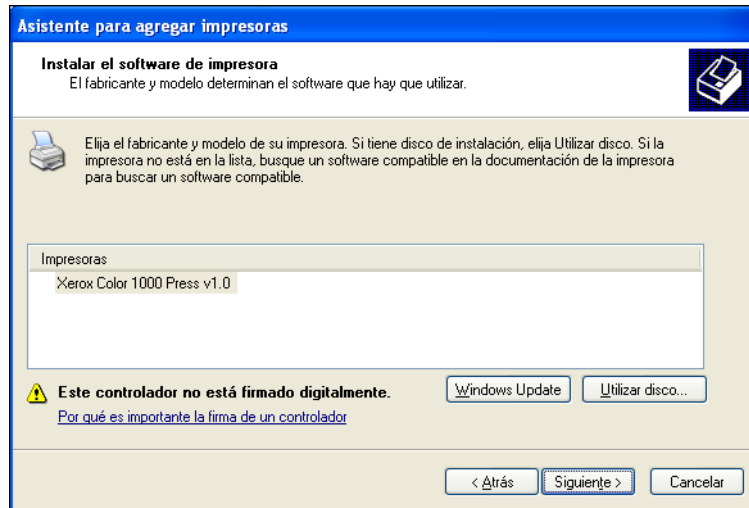 Asistente para agregar impresoras
Instalar el software de impresora
El fabricante y modelo determinan el software que hay que utilizar.
Elija el fabricante y modelo de su impresora. Si tiene disco de instalación, elija Utilizar disco. Si la
impresora no está en la lista, busque un software compatible en la documentación de la impresora
para buscar un software compatible.
Impresoras
Xerox Color 1000 Press v1.0
Este controlador no está firmado digitalmente.
Por qué es importante la firma de un controlador
Windows Update
Utilizar disco...
< Atrás
Siguiente >
Cancelar